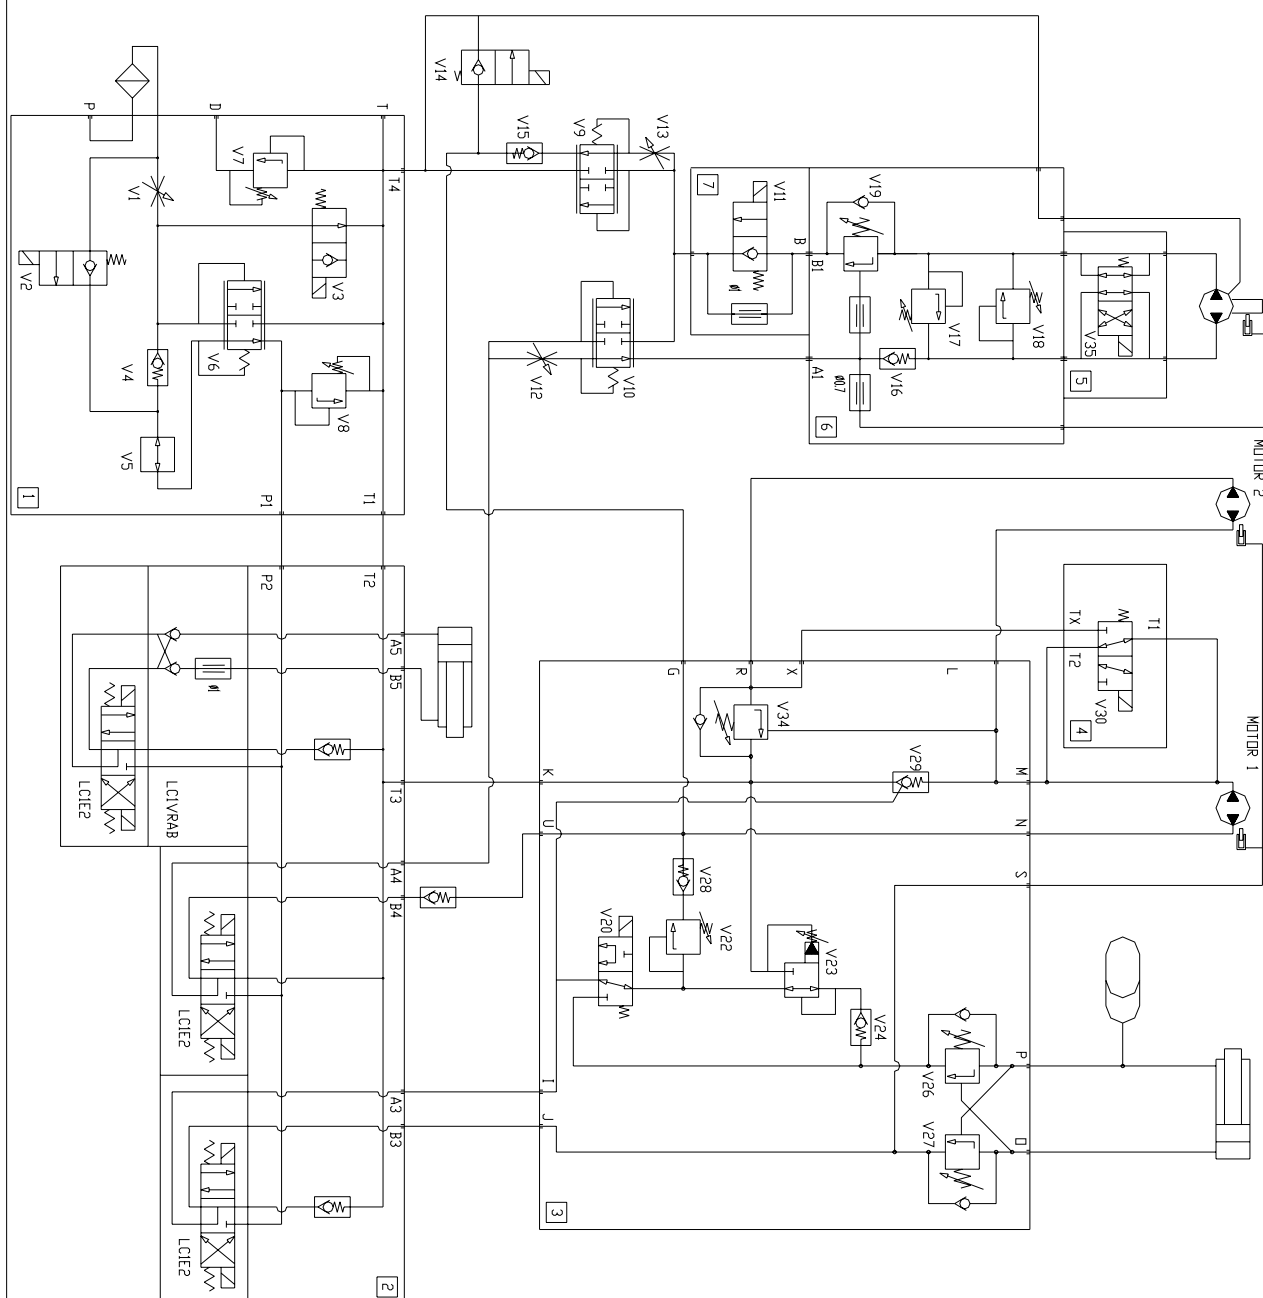 V14
V15
V9
V13
P
D
T
V7
T4
7
V11
V19
V1
B
B1
V2
V3
ø1
V35
V17
V18
V6
V4
V12
V10
A1
V16
ø0.7
5
V8
6
V5
MOTOR 2
1
P1
T1
P2
T2
TX
T1
T2
A5
B5
G
R
X
L
V30
ø1
V34
4
MOTOR 1
V29
LC1E2
LC1VRAB
T3
K
M
U
N
A4
B4
V28
S
V20
V22
V23
LC1E2
V24
P
V26
I
A3
J
B3
V27
O
LC1E2
3
2